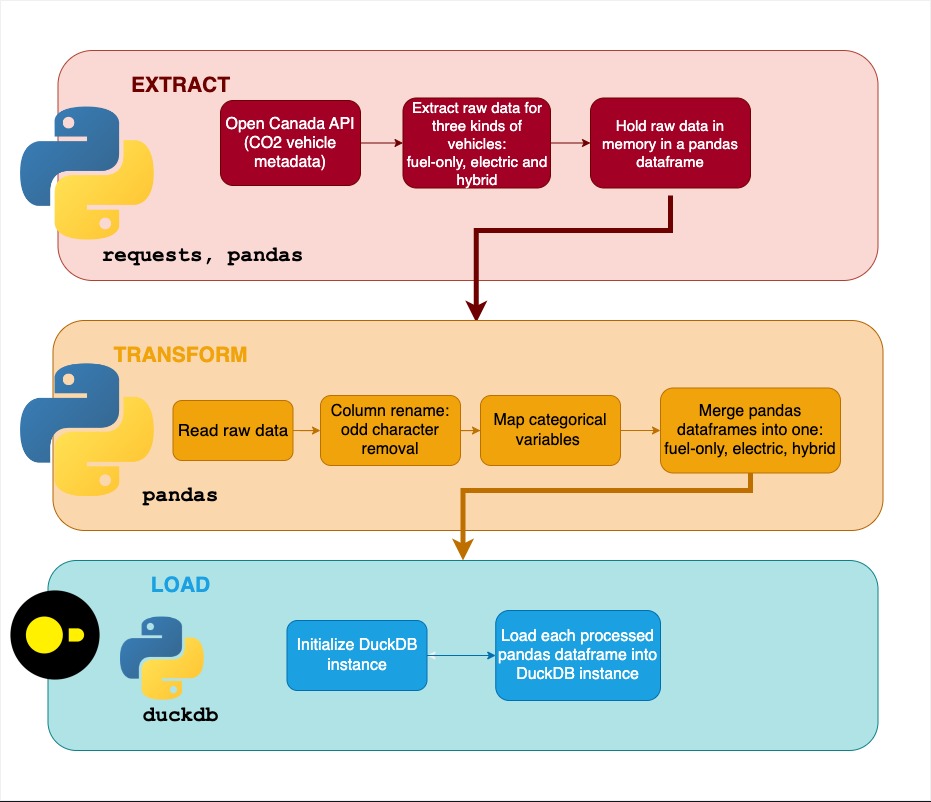 EXTRACT
Open Canada API
(CO2 vehicle
metadata)
Extract raw data for
three kinds of
vehicles:
fuel-only, electric and
hybrid
Hold raw data in
memory in a pandas
dataframe
requests, pandas
TRANSFORM
Read raw data
Column rename:
odd character
removal
Map categorical
variables
Merge pandas
dataframes into one:
fuel-only, electric, hybrid
pandas
LOAD
Initialize DuckDB
instance
Load each processed
pandas dataframe into
DuckDB instance
duckdb